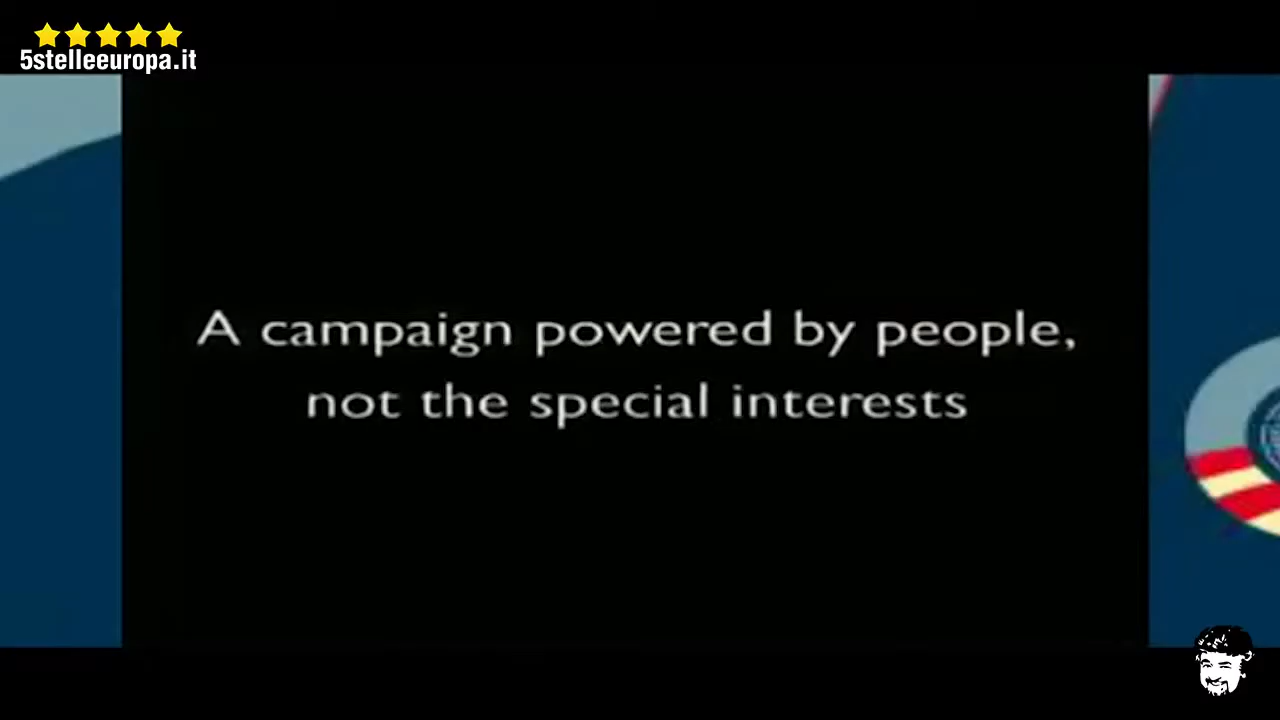 5stelleeuropa.it
A campaign powered by people,
not the special interests